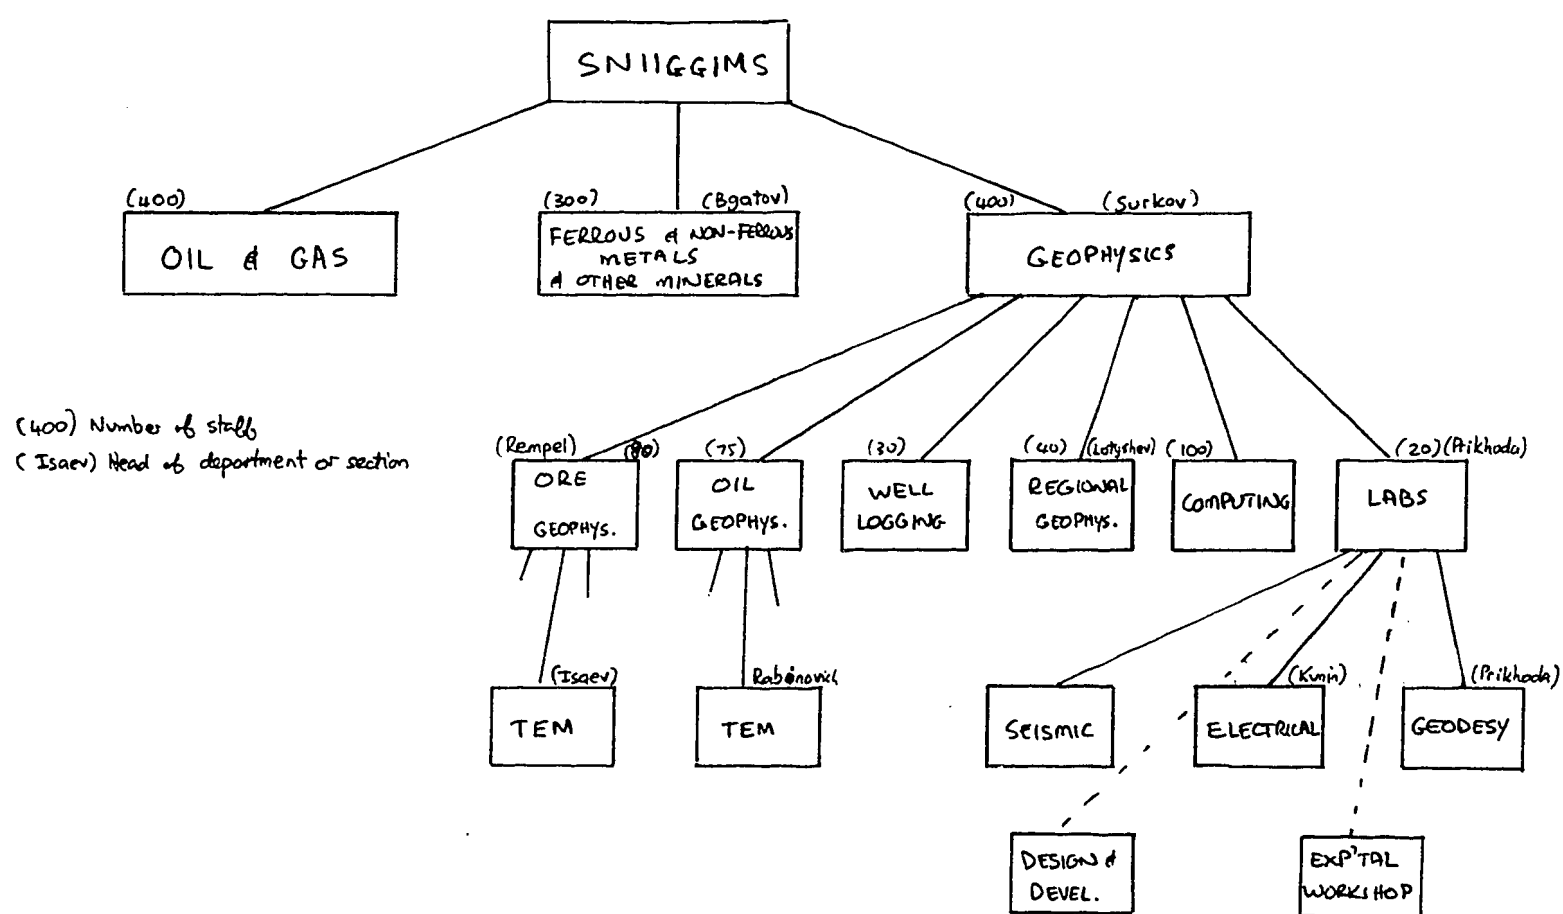 SNIIGGIMS
(400)
OIL & GAS
(300) (Bgatov)
FERROUS & NON-FERROUS
METALS
& OTHER MINERALS
(400) (Surkov)
GEOPHYSICS
(400) Number of staff
(Isaev) Head of department or section
(Rempel) (80)
ORE
GEOPHYS.
(75)
OIL
GEOPHYS.
(30)
WELL
LOGGING
(40) (Lotyshev)
REGIONAL
GEOPHYS.
(100)
COMPUTING
(20) (Prikhoda)
LABS
(Isaev)
TEM
Rabinovich
TEM
SEISMIC
(Kunin)
ELECTRICAL
(Prikhoda)
GEODESY
DESIGN &
DEVEL.
EXP'TAL
WORKSHOP